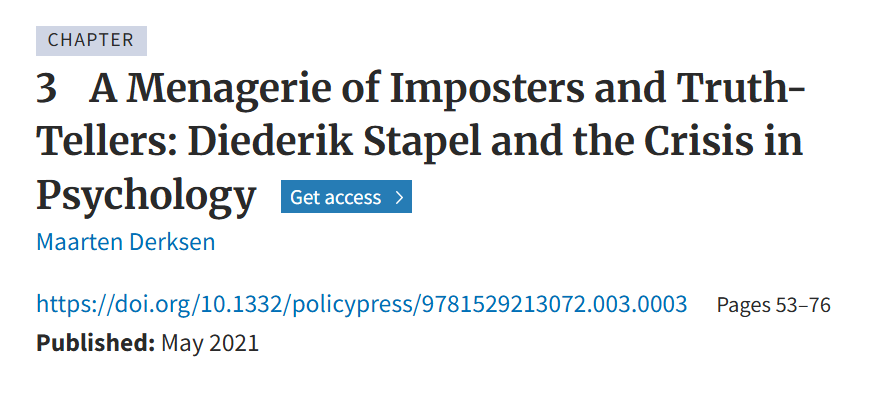 CHAPTER
3 A Menagerie of Imposters and Truth-
Tellers: Diederik Stapel and the Crisis in
Psychology Get access >
Maarten Derksen
https://doi.org/10.1332/policypress/9781529213072.003.0003 Pages 53–76
Published: May 2021